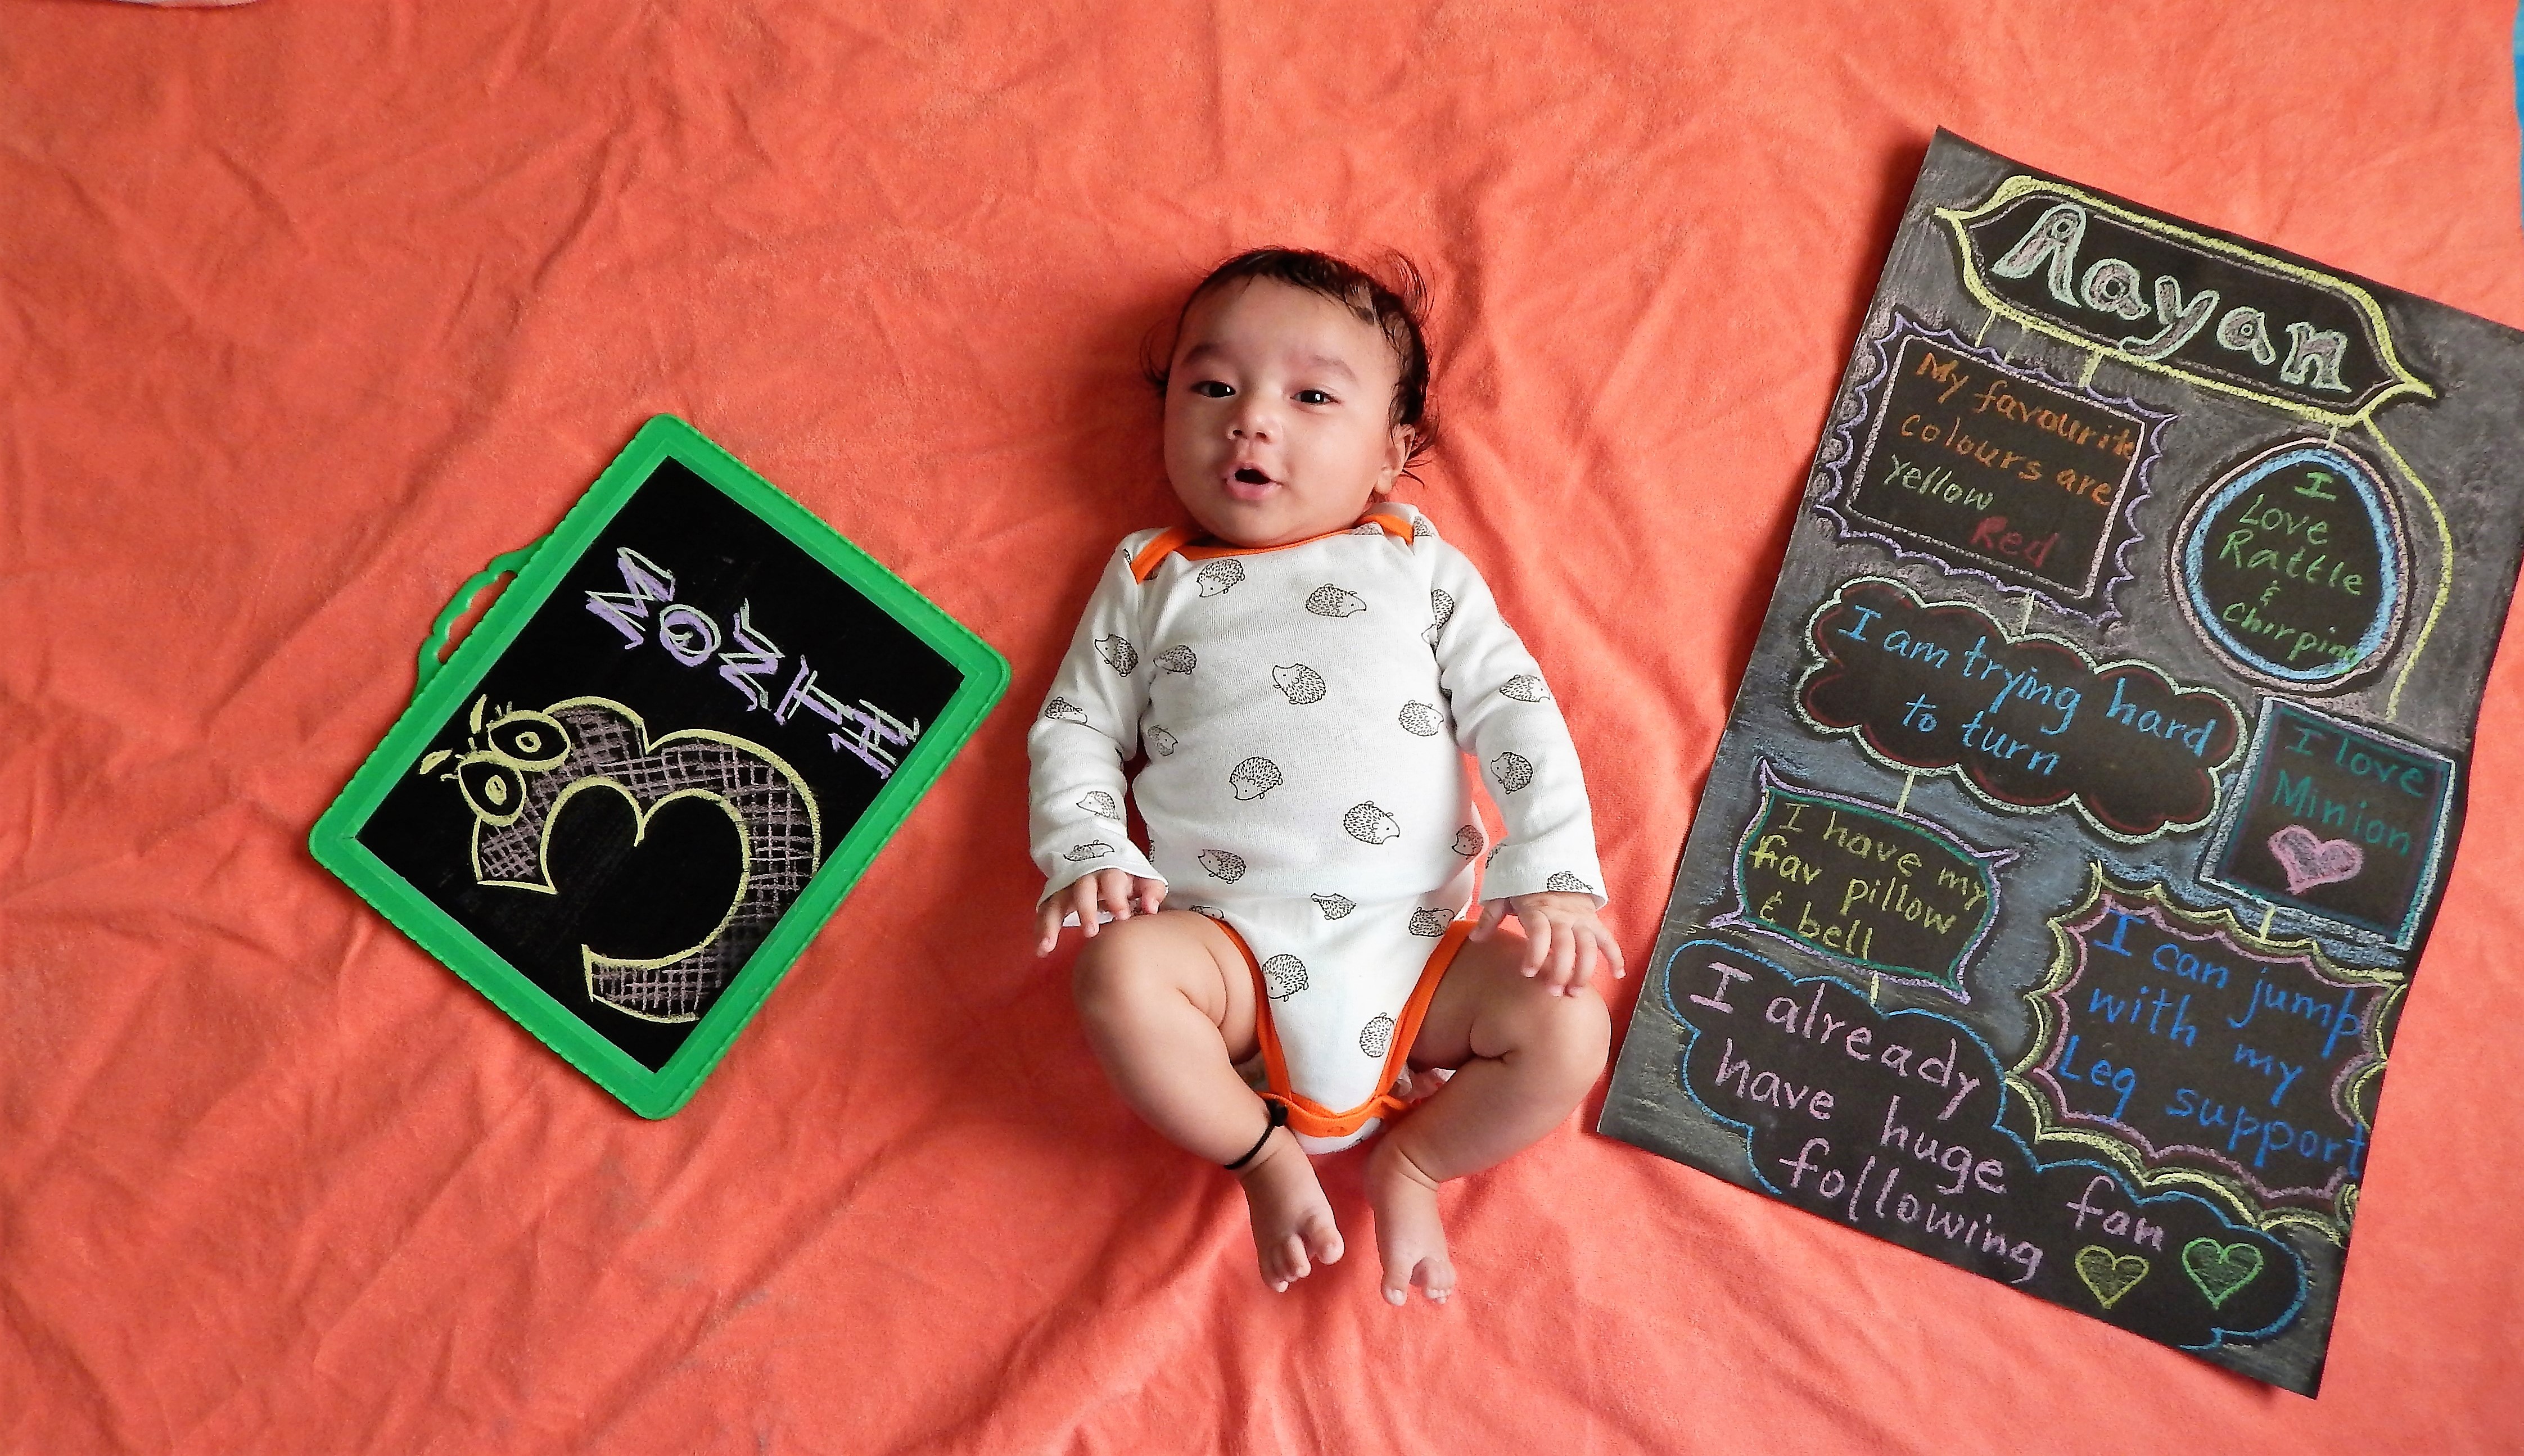 MONTH
3
Aayan
My favourite
colours are
yellow
Red
I
Love
Rattle
&
Chirping
I am trying hard
to turn
I love
Minion
I have my
fav pillow
& bell
I can jump
with my
Leg support
I already
have huge fan
following